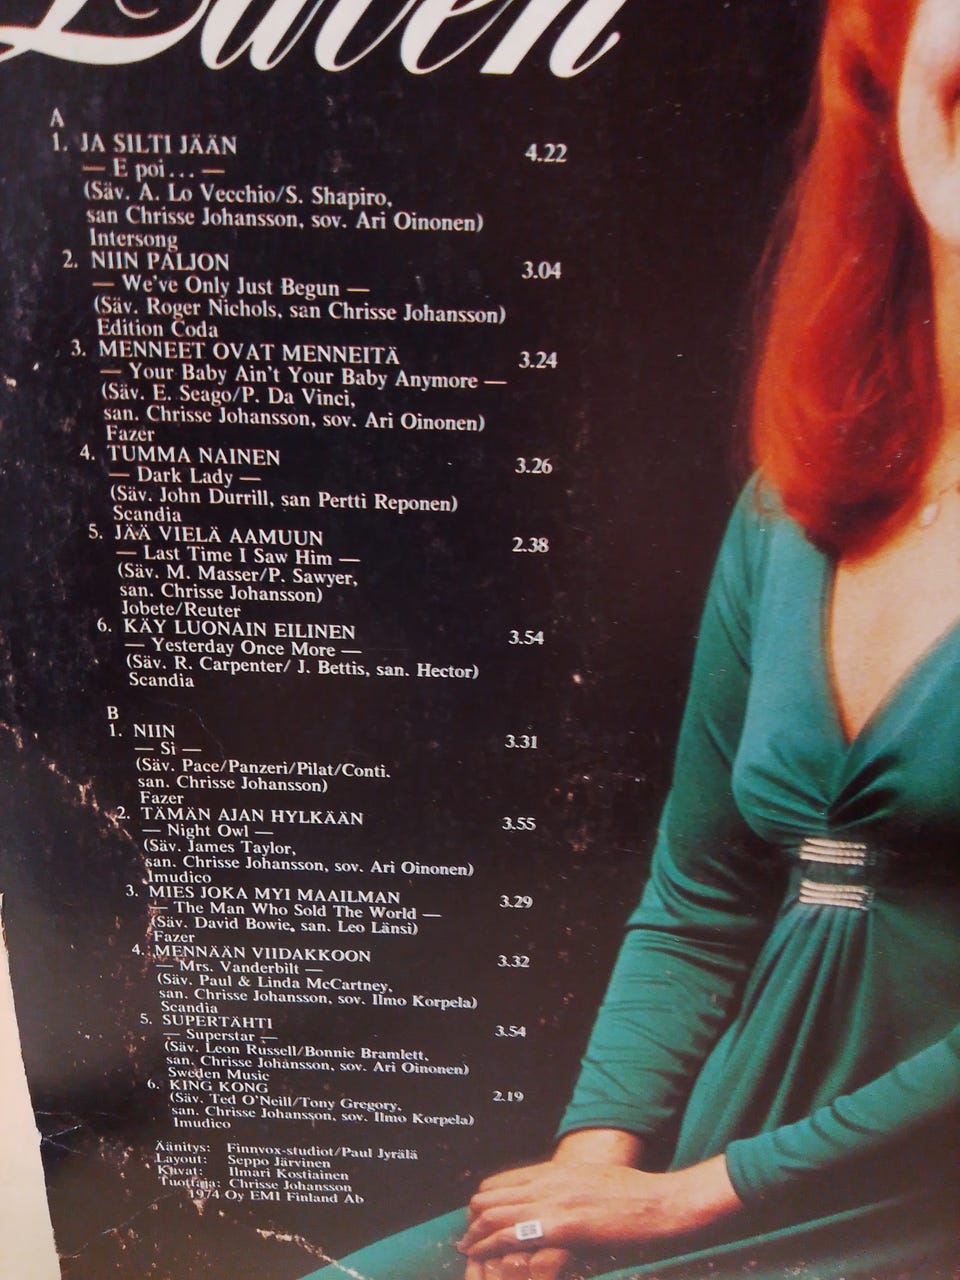 A
1. JA SILTI JÄÄN 4.22
— E poi... —
(Säv. A. Lo Vecchio/S. Shapiro,
san Chrisse Johansson, sov. Ari Oinonen)
Intersong
2. NIIN PALJON 3.04
— We've Only Just Begun —
(Säv. Roger Nichols, san Chrisse Johansson)
Edition Coda
3. MENNEET OVAT MENNEITÄ 3.24
— Your Baby Ain't Your Baby Anymore —
(Säv. E. Seago/P. Da Vinci,
san. Chrisse Johansson, sov. Ari Oinonen)
Fazer
4. TUMMA NAINEN 3.26
— Dark Lady —
(Säv. John Durrill, san Pertti Reponen)
Scandia
5. JÄÄ VIELÄ AAMUUN 2.38
— Last Time I Saw Him —
(Säv. M. Masser/P. Sawyer,
san. Chrisse Johansson)
Jobete/Reuter
6. KÄY LUONAIN EILINEN 3.54
— Yesterday Once More —
(Säv. R. Carpenter/ J. Bettis, san. Hector)
Scandia
B
1. NIIN 3.31
— Si —
(Säv. Pace/Panzeri/Pilat/Conti.
san. Chrisse Johansson)
Fazer
2. TÄMÄN AJAN HYLKÄÄN 3.55
— Night Owl —
(Säv. James Taylor,
san. Chrisse Johansson, sov. Ari Oinonen)
Imudico
3. MIES JOKA MYI MAAILMAN 3.29
— The Man Who Sold The World —
(Säv. David Bowie, san. Leo Länsi)
Fazer
4. MENNÄÄN VIIDAKKOON 3.32
— Mrs. Vanderbilt —
(Säv. Paul & Linda McCartney,
san. Chrisse Johansson, sov. Ilmo Korpela)
Scandia
5. SUPERTÄHTI 3.54
— Superstar —
(Säv. Leon Russell/Bonnie Bramlett,
san. Chrisse Johansson, sov. Ari Oinonen)
Sweden Music
6. KING KONG 2.19
(Säv. Ted O'Neill/Tony Gregory,
san. Chrisse Johansson, sov. Ilmo Korpela)
Imudico
Äänitys: Finnvox-studiot/Paul Jyrälä
Layout: Seppo Järvinen
Kuvat: Ilmari Kostiainen
Tuottaja: Chrisse Johansson
1974 Oy EMI Finland Ab